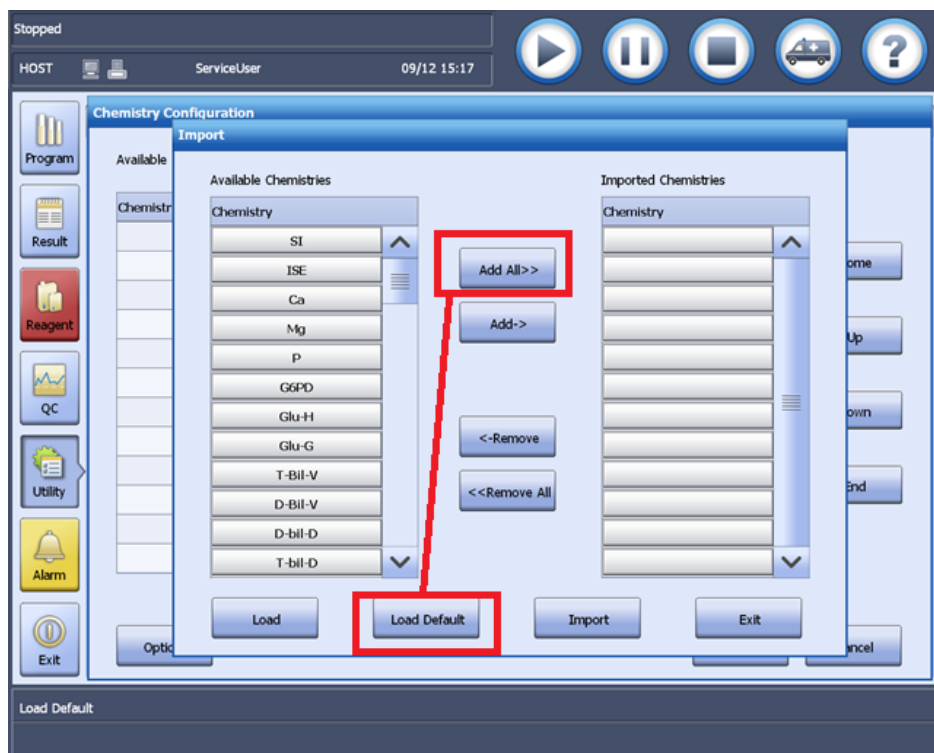 Stopped
HOST ServiceUser 09/12 15:17
Chemistry Configuration
Import
Program
Available
Available Chemistries Imported Chemistries
Chemistr
Chemistry Chemistry
SI
Result
ISE Add All>> ome
Ca
Reagent
Mg Add-> Up
P
G6PD
QC
Glu-H own
Glu-G <-Remove
T-Bil-V
Utility
D-Bil-V <<Remove All End
D-bil-D
T-bil-D
Alarm
Load Load Default Import Exit
Exit
Optio ancel
Load Default